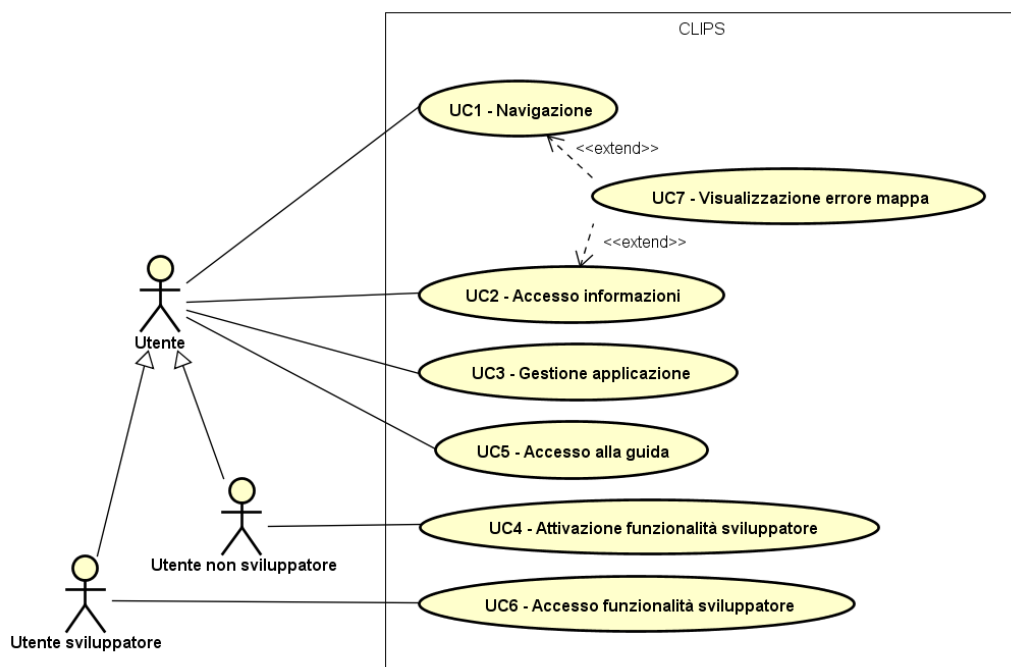 CLIPS
UC1 - Navigazione
<<extend>>
UC7 - Visualizzazione errore mappa
<<extend>>
UC2 - Accesso informazioni
Utente
UC3 - Gestione applicazione
UC5 - Accesso alla guida
UC4 - Attivazione funzionalità sviluppatore
Utente non sviluppatore
UC6 - Accesso funzionalità sviluppatore
Utente sviluppatore